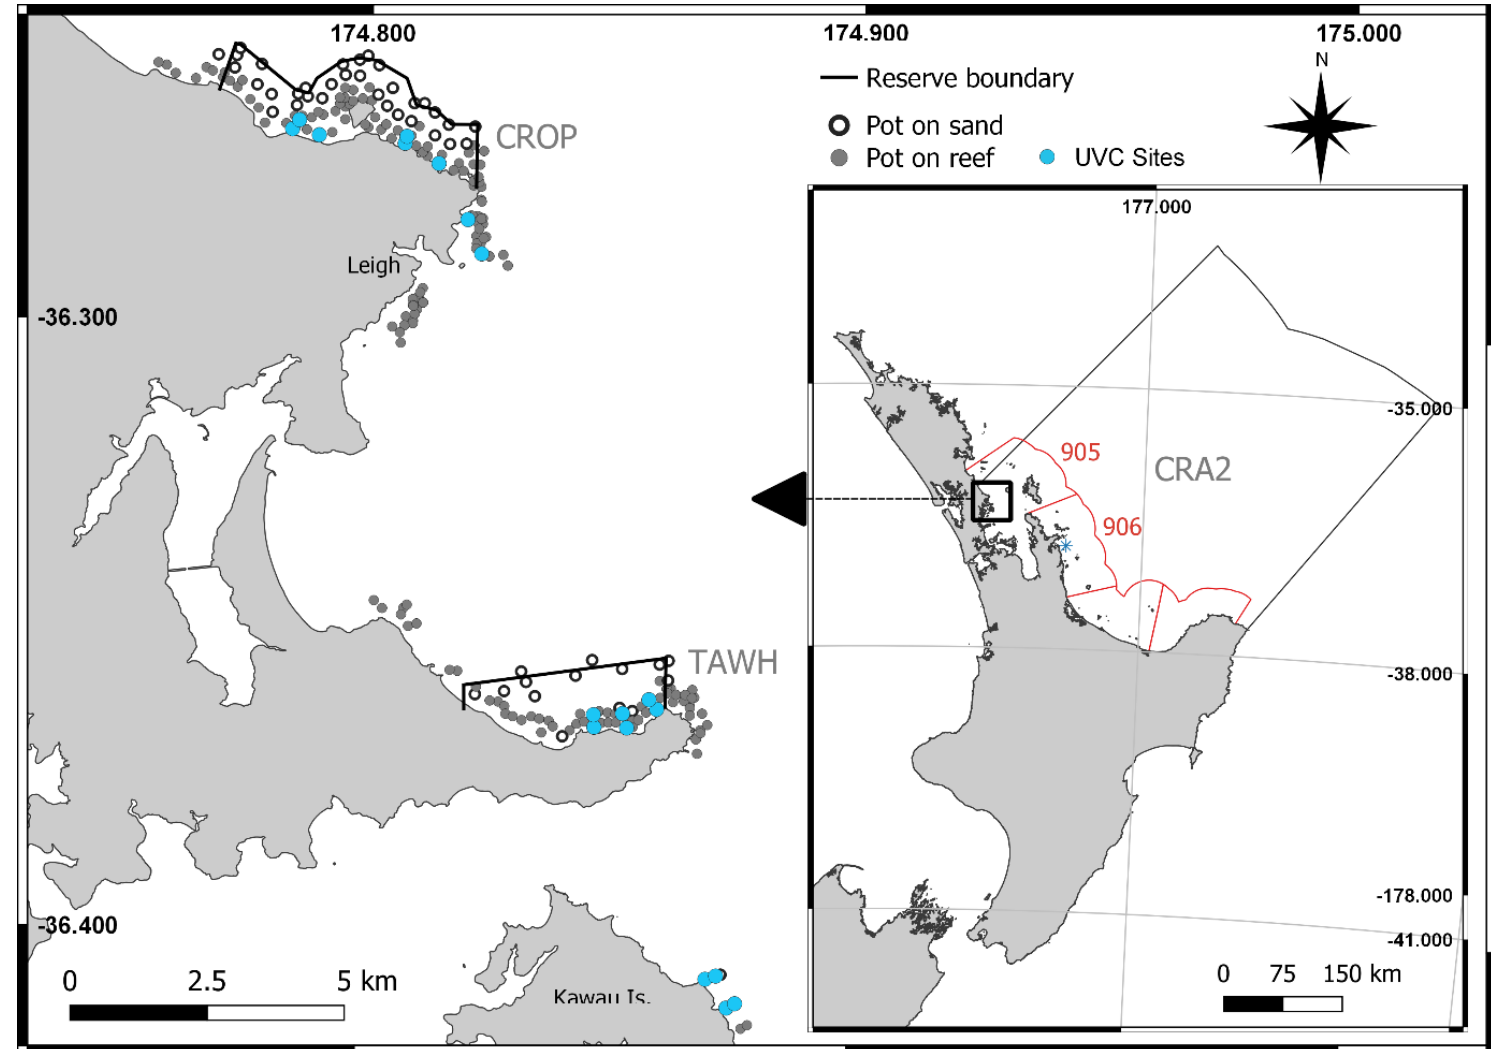 174.800
174.900
175.000
N
Reserve boundary
Pot on sand
Pot on reef
UVC Sites
CROP
177.000
Leigh
-36.300
-35.000
905
CRA2
906
TAWH
-38.000
-178.000
-36.400
-41.000
0 2.5 5 km
0 75 150 km
Kawau Is.